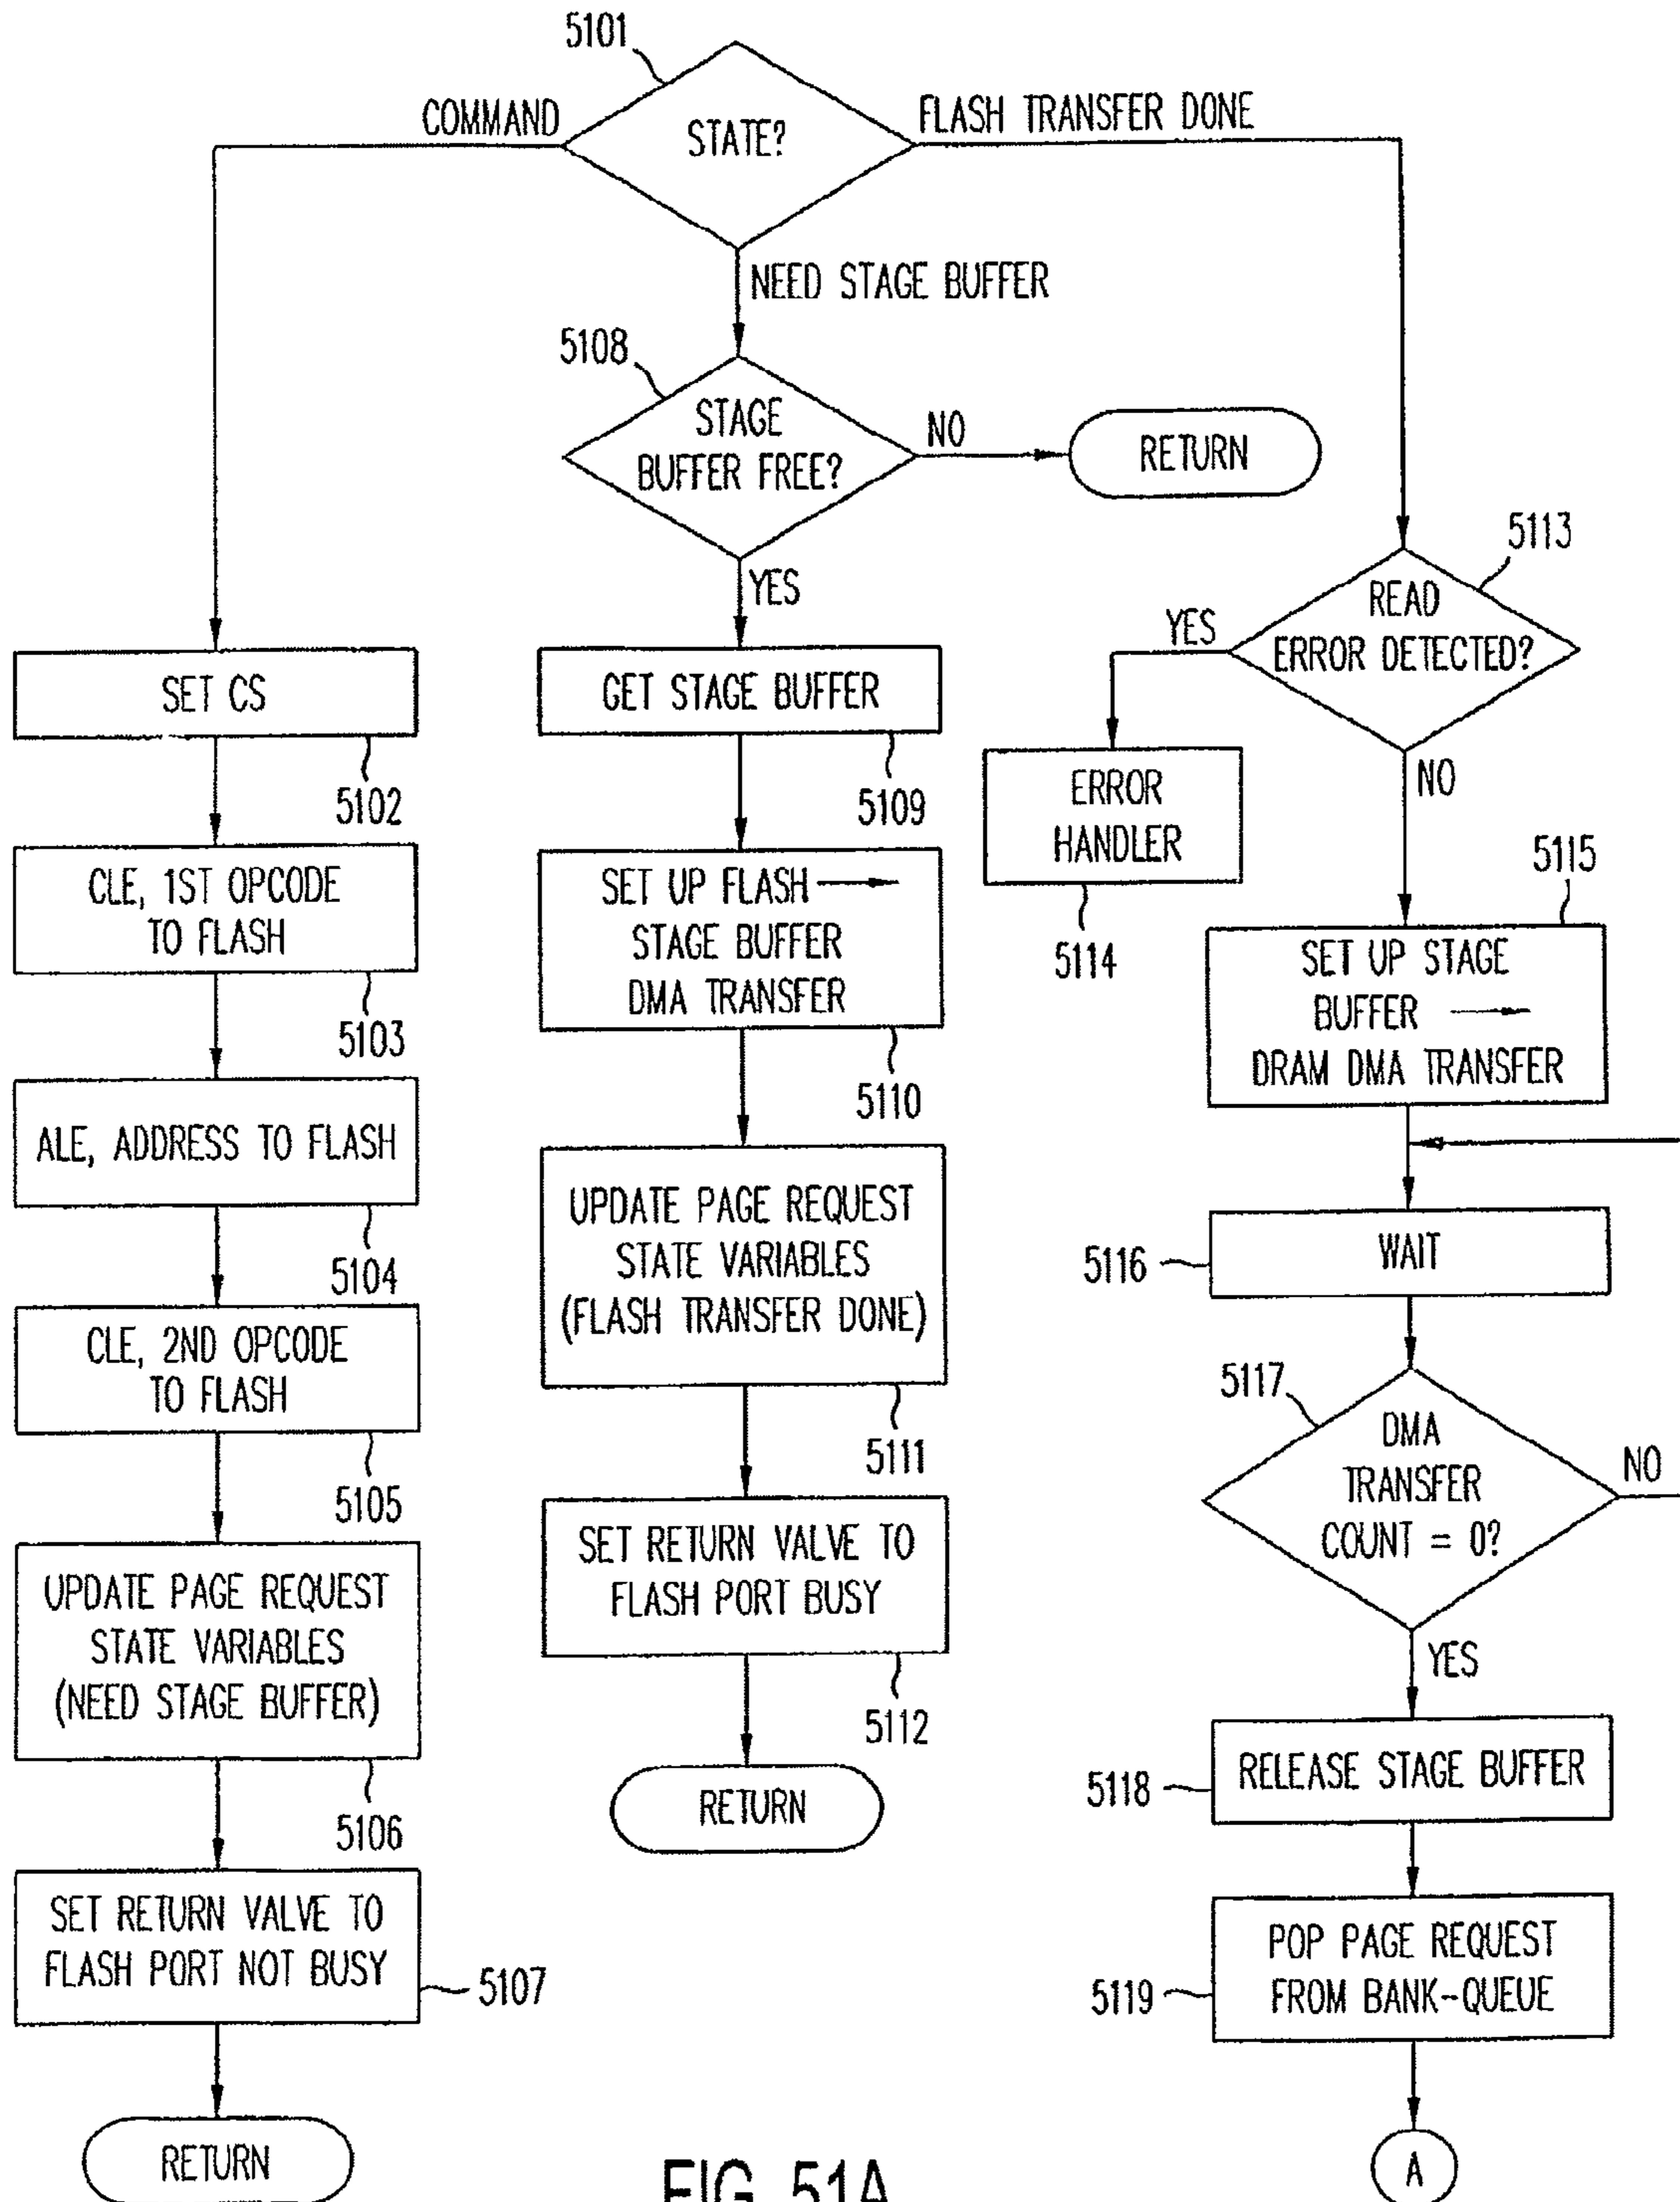 5101
STATE?
COMMAND
FLASH TRANSFER DONE
NEED STAGE BUFFER
5108
STAGE
BUFFER FREE?
NO
RETURN
YES
SET CS
5102
CLE, 1ST OPCODE
TO FLASH
5103
ALE, ADDRESS TO FLASH
5104
CLE, 2ND OPCODE
TO FLASH
5105
UPDATE PAGE REQUEST
STATE VARIABLES
(NEED STAGE BUFFER)
5106
SET RETURN VALVE TO
FLASH PORT NOT BUSY
5107
RETURN
GET STAGE BUFFER
5109
SET UP FLASH
STAGE BUFFER
DMA TRANSFER
5110
UPDATE PAGE REQUEST
STATE VARIABLES
(FLASH TRANSFER DONE)
5111
SET RETURN VALVE TO
FLASH PORT BUSY
5112
RETURN
5113
READ
ERROR DETECTED?
YES
ERROR
HANDLER
5114
NO
5115
SET UP STAGE
BUFFER
DRAM DMA TRANSFER
5116
WAIT
5117
DMA
TRANSFER
COUNT = 0?
NO
YES
5118
RELEASE STAGE BUFFER
5119
POP PAGE REQUEST
FROM BANK-QUEUE
A
FIG. 51A